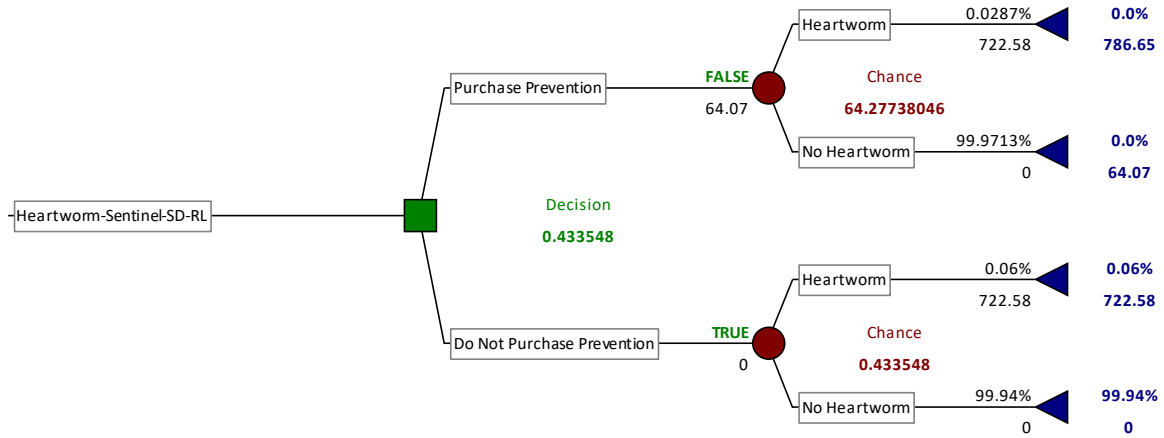 Heartworm 0.0287% 0.0%
722.58 786.65
FALSE Chance
Purchase Prevention
64.07 64.27738046
No Heartworm 99.9713% 0.0%
0 64.07
Decision
Heartworm-Sentinel-SD-RL
0.433548
Heartworm 0.06% 0.06%
722.58 722.58
TRUE Chance
Do Not Purchase Prevention
0 0.433548
No Heartworm 99.94% 99.94%
0 0